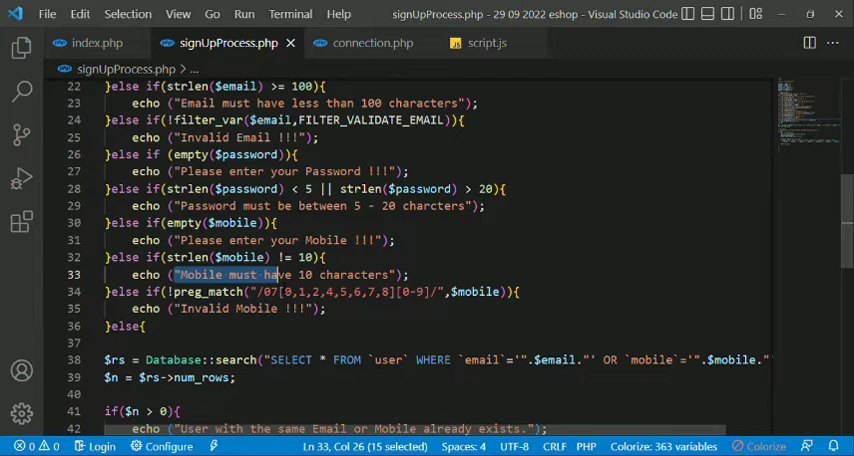 File Edit Selection View Go Run Terminal Help signUpProcess.php - 29 09 2022 eshop - Visual Studio Code
index.php signUpProcess.php connection.php JS script.js
signUpProcess.php > ...
22 }else if(strlen($email) >= 100){
23 echo ("Email must have less than 100 characters");
24 }else if(!filter_var($email,FILTER_VALIDATE_EMAIL)){
25 echo ("Invalid Email !!!");
26 }else if (empty($password)){
27 echo ("Please enter your Password !!!");
28 }else if(strlen($password) < 5 || strlen($password) > 20){
29 echo ("Password must be between 5 - 20 charcters");
30 }else if(empty($mobile)){
31 echo ("Please enter your Mobile !!!");
32 }else if(strlen($mobile) != 10){
33 echo ("Mobile must have 10 characters");
34 }else if(!preg_match("/07[0,1,2,4,5,6,7,8][0-9]/",$mobile)){
35 echo ("Invalid Mobile !!!");
36 }else{
37
38 $rs = Database::search("SELECT * FROM `user` WHERE `email`='".$email."' OR `mobile`='".$mobile."'
39 $n = $rs->num_rows;
40
41 if($n > 0){
42 echo ("User with the same Email or Mobile already exists.");
0 0 Login Configure Ln 33, Col 26 (15 selected) Spaces: 4 UTF-8 CRLF PHP Colorize: 363 variables Colorize